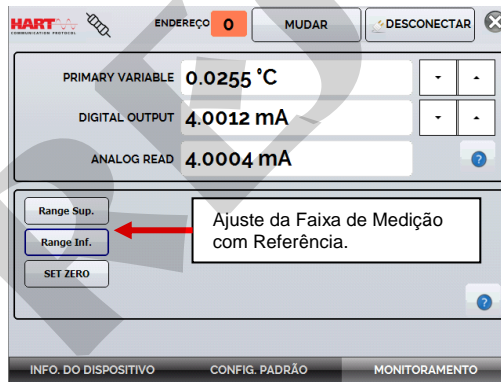 HART
COMMUNICATION PROTOCOL
ENDEREÇO 0 MUDAR DESCONECTAR
PRIMARY VARIABLE 0.0255 °C
DIGITAL OUTPUT 4.0012 mA
ANALOG READ 4.0004 mA
?
Range Sup.
Range Inf.
SET ZERO
Ajuste da Faixa de Medição
com Referência.
?
INFO. DO DISPOSITIVO CONFIG. PADRÃO MONITORAMENTO